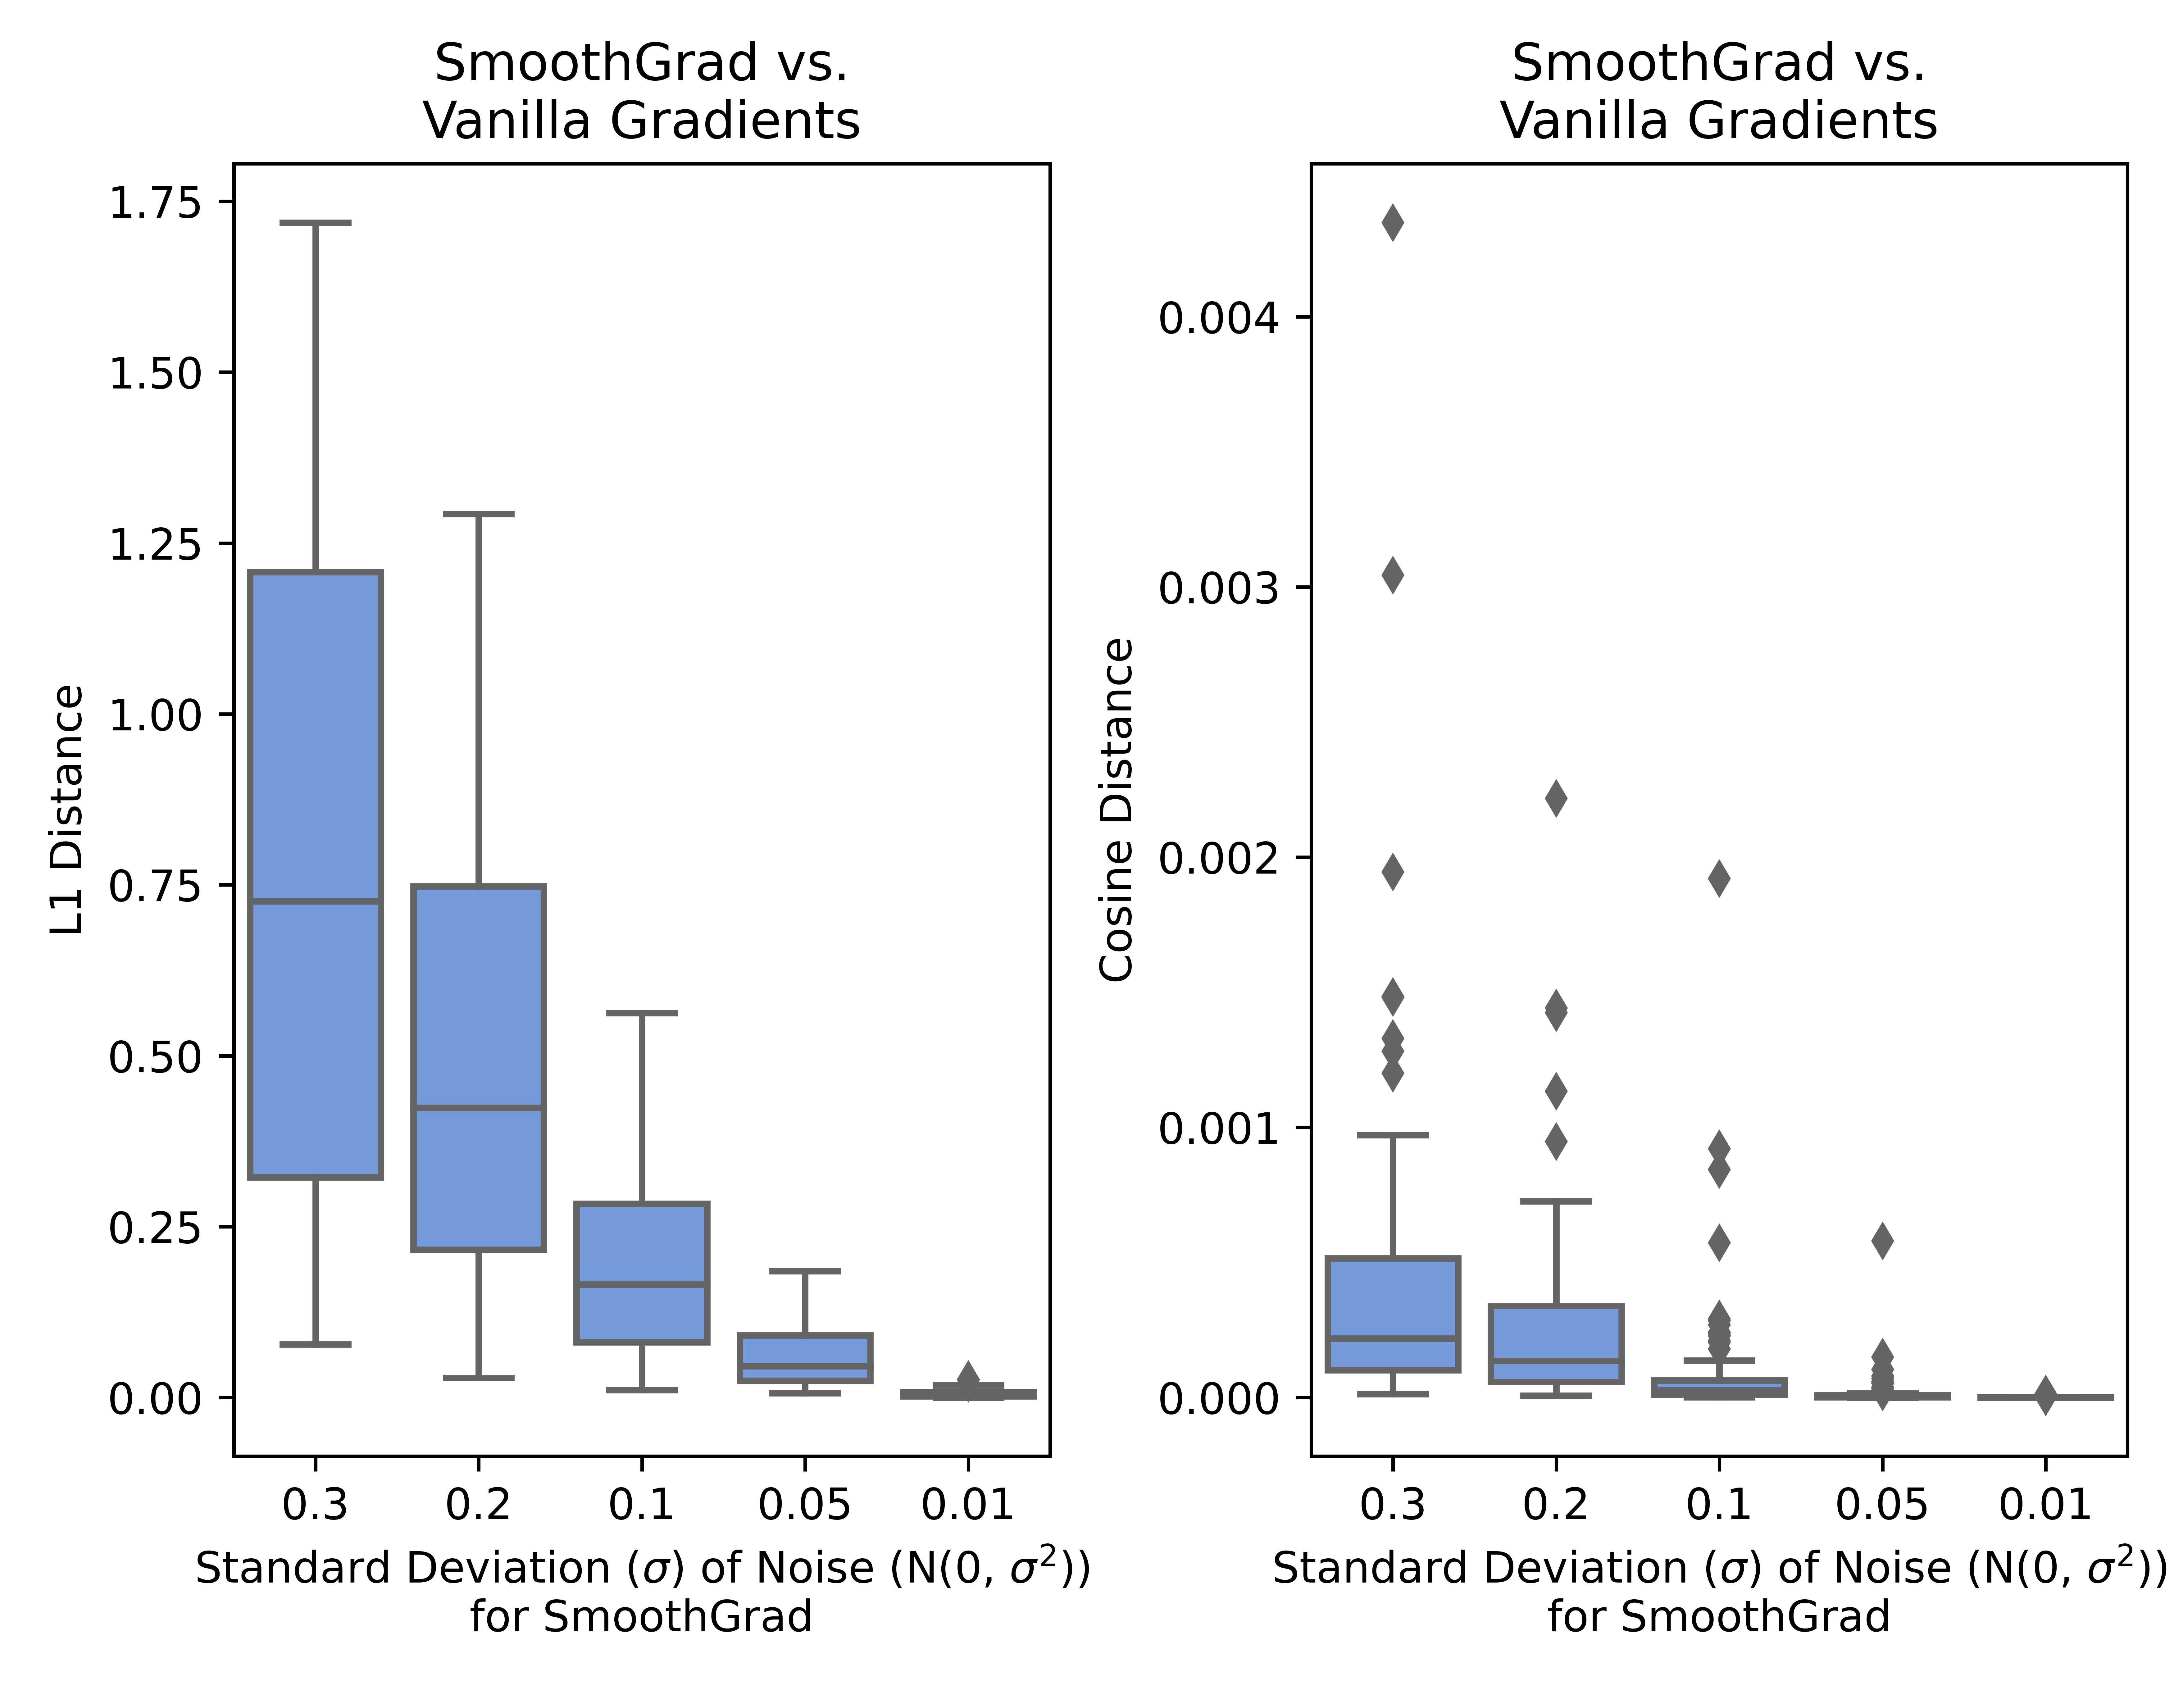 SmoothGrad vs.
Vanilla Gradients
1.75
1.50
1.25
1.00
0.75
0.50
0.25
0.00
L1 Distance
0.3 0.2 0.1 0.05 0.01
Standard Deviation (σ) of Noise (N(0, σ²))
for SmoothGrad
SmoothGrad vs.
Vanilla Gradients
0.004
0.003
0.002
0.001
0.000
Cosine Distance
0.3 0.2 0.1 0.05 0.01
Standard Deviation (σ) of Noise (N(0, σ²))
for SmoothGrad